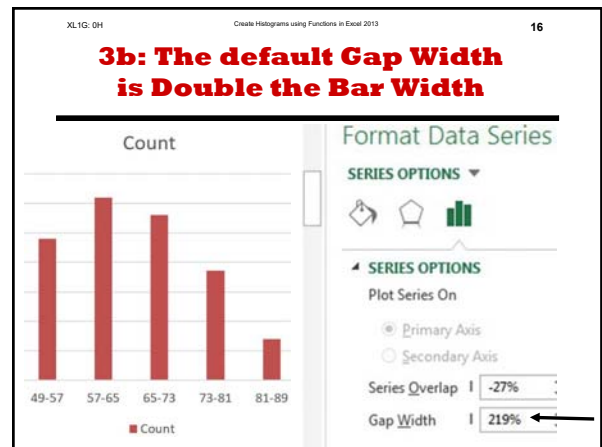 XL1G: 0H Create Histograms using Functions in Excel 2013 16
3b: The default Gap Width
is Double the Bar Width
Count
49-57 57-65 65-73 73-81 81-89
Count
Format Data Series
SERIES OPTIONS
SERIES OPTIONS
Plot Series On
Primary Axis
Secondary Axis
Series Overlap -27%
Gap Width 219%